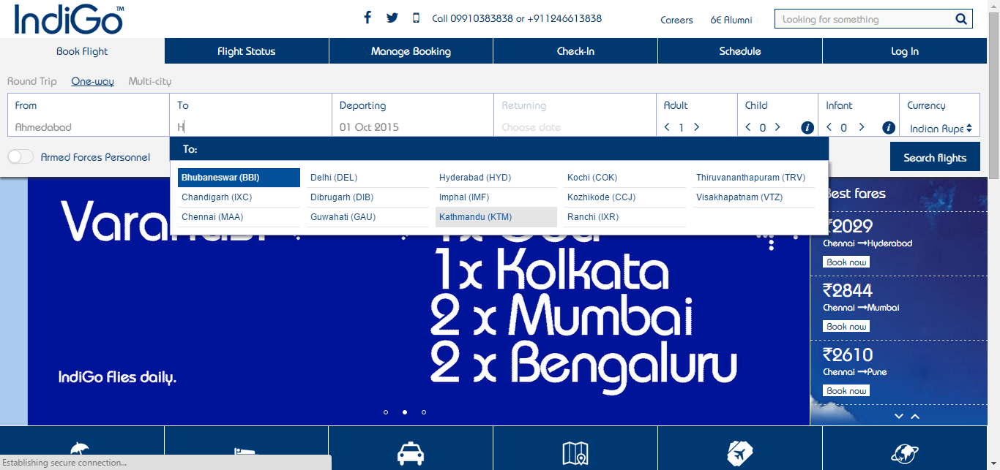 IndiGo™
Call 09910383838 or +911246613838
Careers
6E Alumni
Looking for something
Book Flight
Flight Status
Manage Booking
Check-In
Schedule
Log In
Round Trip
One-way
Multi-city
From
To
Departing
Returning
Adult
Child
Infant
Currency
Ahmedabad
H
01 Oct 2015
Choose date
1
0
0
Indian Rupe
Armed Forces Personnel
Search flights
To:
Bhubaneswar (BBI)
Delhi (DEL)
Hyderabad (HYD)
Kochi (COK)
Thiruvananthapuram (TRV)
Chandigarh (IXC)
Dibrugarh (DIB)
Imphal (IMF)
Kozhikode (CCJ)
Visakhapatnam (VTZ)
Chennai (MAA)
Guwahati (GAU)
Kathmandu (KTM)
Ranchi (IXR)
Varanasi
1x Goa
1x Kolkata
2 x Mumbai
2 x Bengaluru
IndiGo flies daily.
Best fares
₹2029
Chennai →Hyderabad
Book now
₹2844
Chennai →Mumbai
Book now
₹2610
Chennai →Pune
Book now
Establishing secure connection...